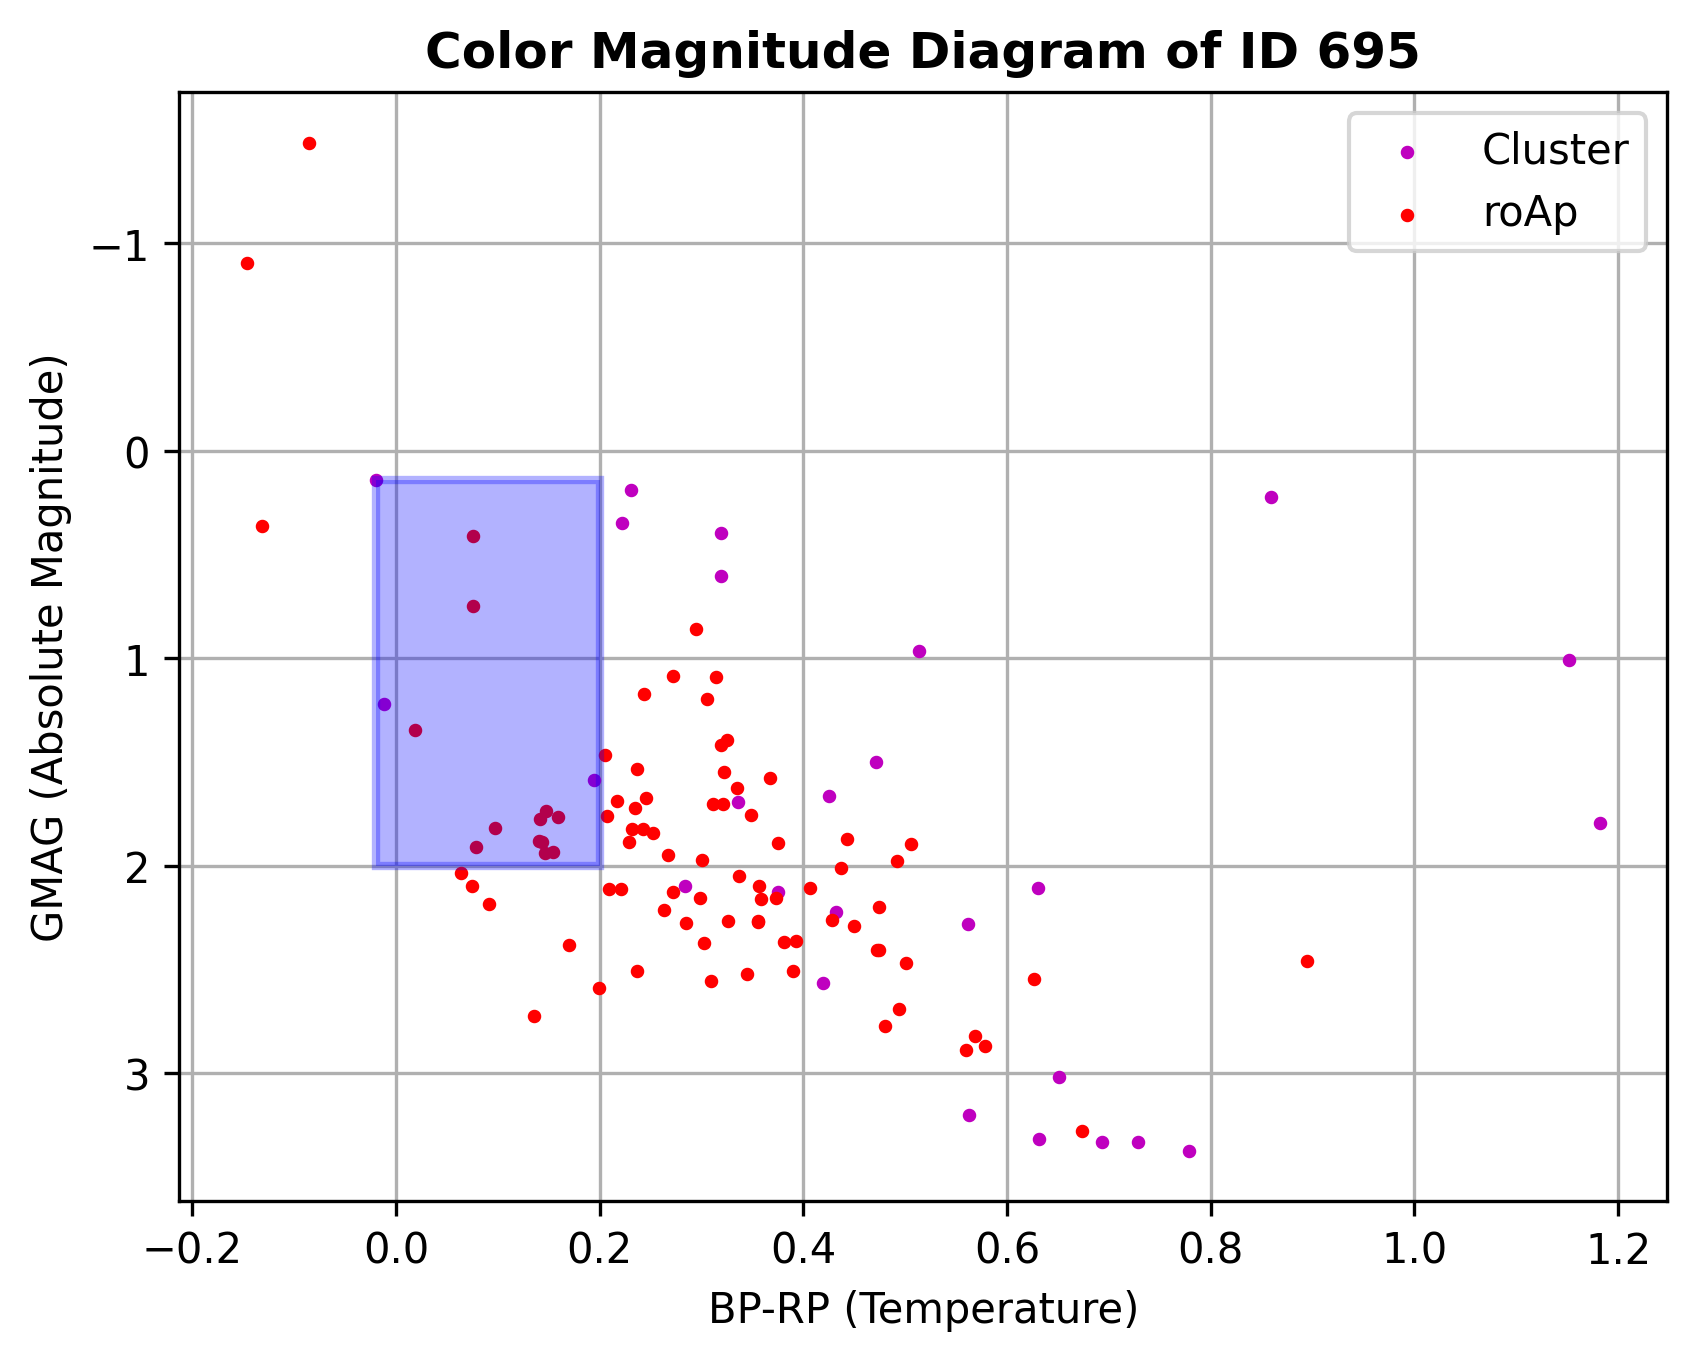 Color Magnitude Diagram of ID 695
Cluster
roAp
GMAG (Absolute Magnitude)
−1
0
1
2
3
−0.2 0.0 0.2 0.4 0.6 0.8 1.0 1.2
BP-RP (Temperature)